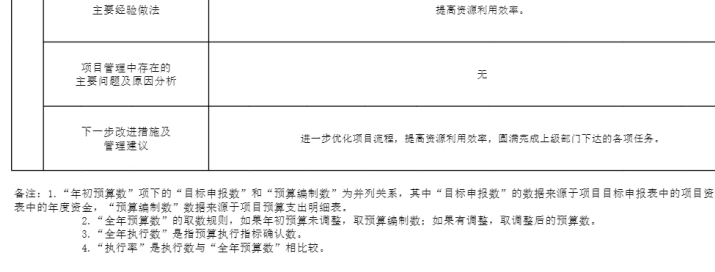 主要经验做法
提高资源利用效率。
项目管理中存在的
主要问题及原因分析
无
下一步改进措施及
管理建议
进一步优化项目流程，提高资源利用效率，圆满完成上级部门下达的各项任务。
备注：1.“年初预算数”项下的“目标申报数”和“预算编制数”为并列关系，其中“目标申报数”的数据来源于项目目标申报表中的项目资
表中的年度资金，“预算编制数”数据来源于项目预算支出明细表。
2.“全年预算数”的取数规则，如果年初预算未调整，取预算编制数；如果有调整，取调整后的预算数。
3.“全年执行数”是指预算执行指标确认数。
4.“执行率”是执行数与“全年预算数”相比较。